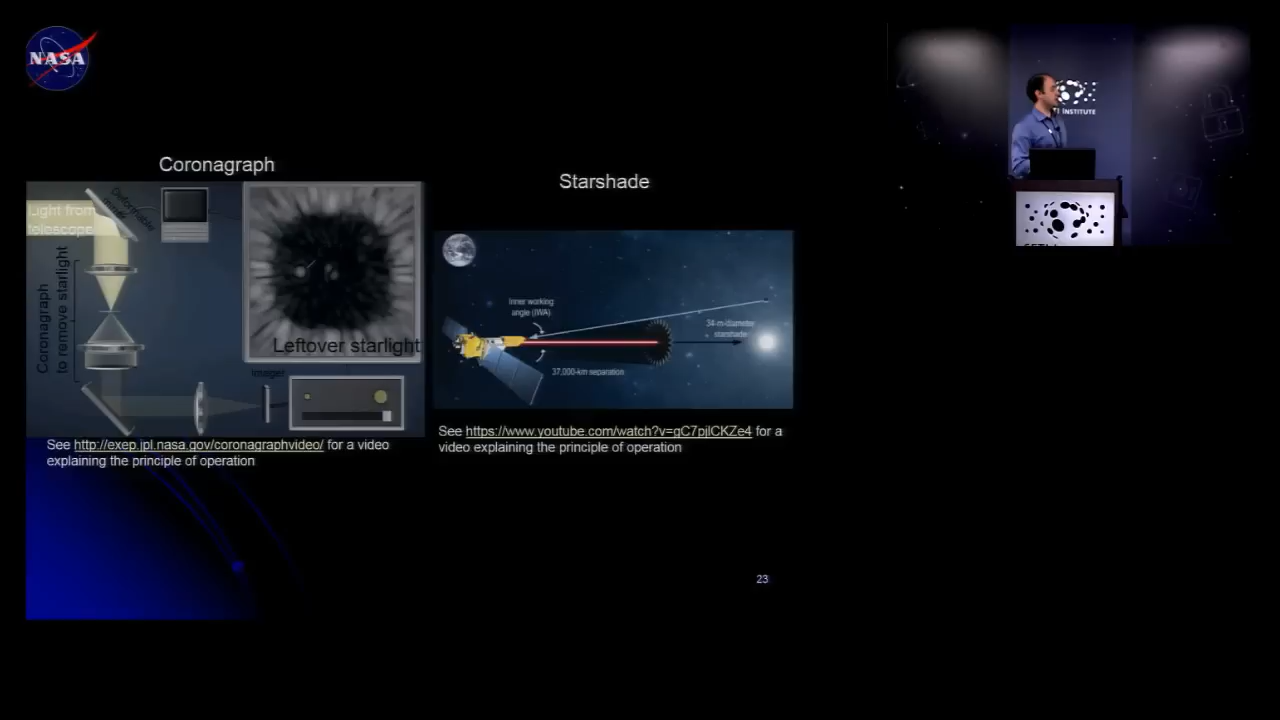 NASA
Coronagraph
Starshade
Light from
telescope
Deformable
mirror
Coronagraph
to remove starlight
Leftover starlight
Imager
Inner working
angle (IWA)
34-m-diameter
starshade
37,000-km separation
See http://exep.jpl.nasa.gov/coronagraphvideo/ for a video
explaining the principle of operation
See https://www.youtube.com/watch?v=gC7pjlCKZe4 for a
video explaining the principle of operation
23
INSTITUTE